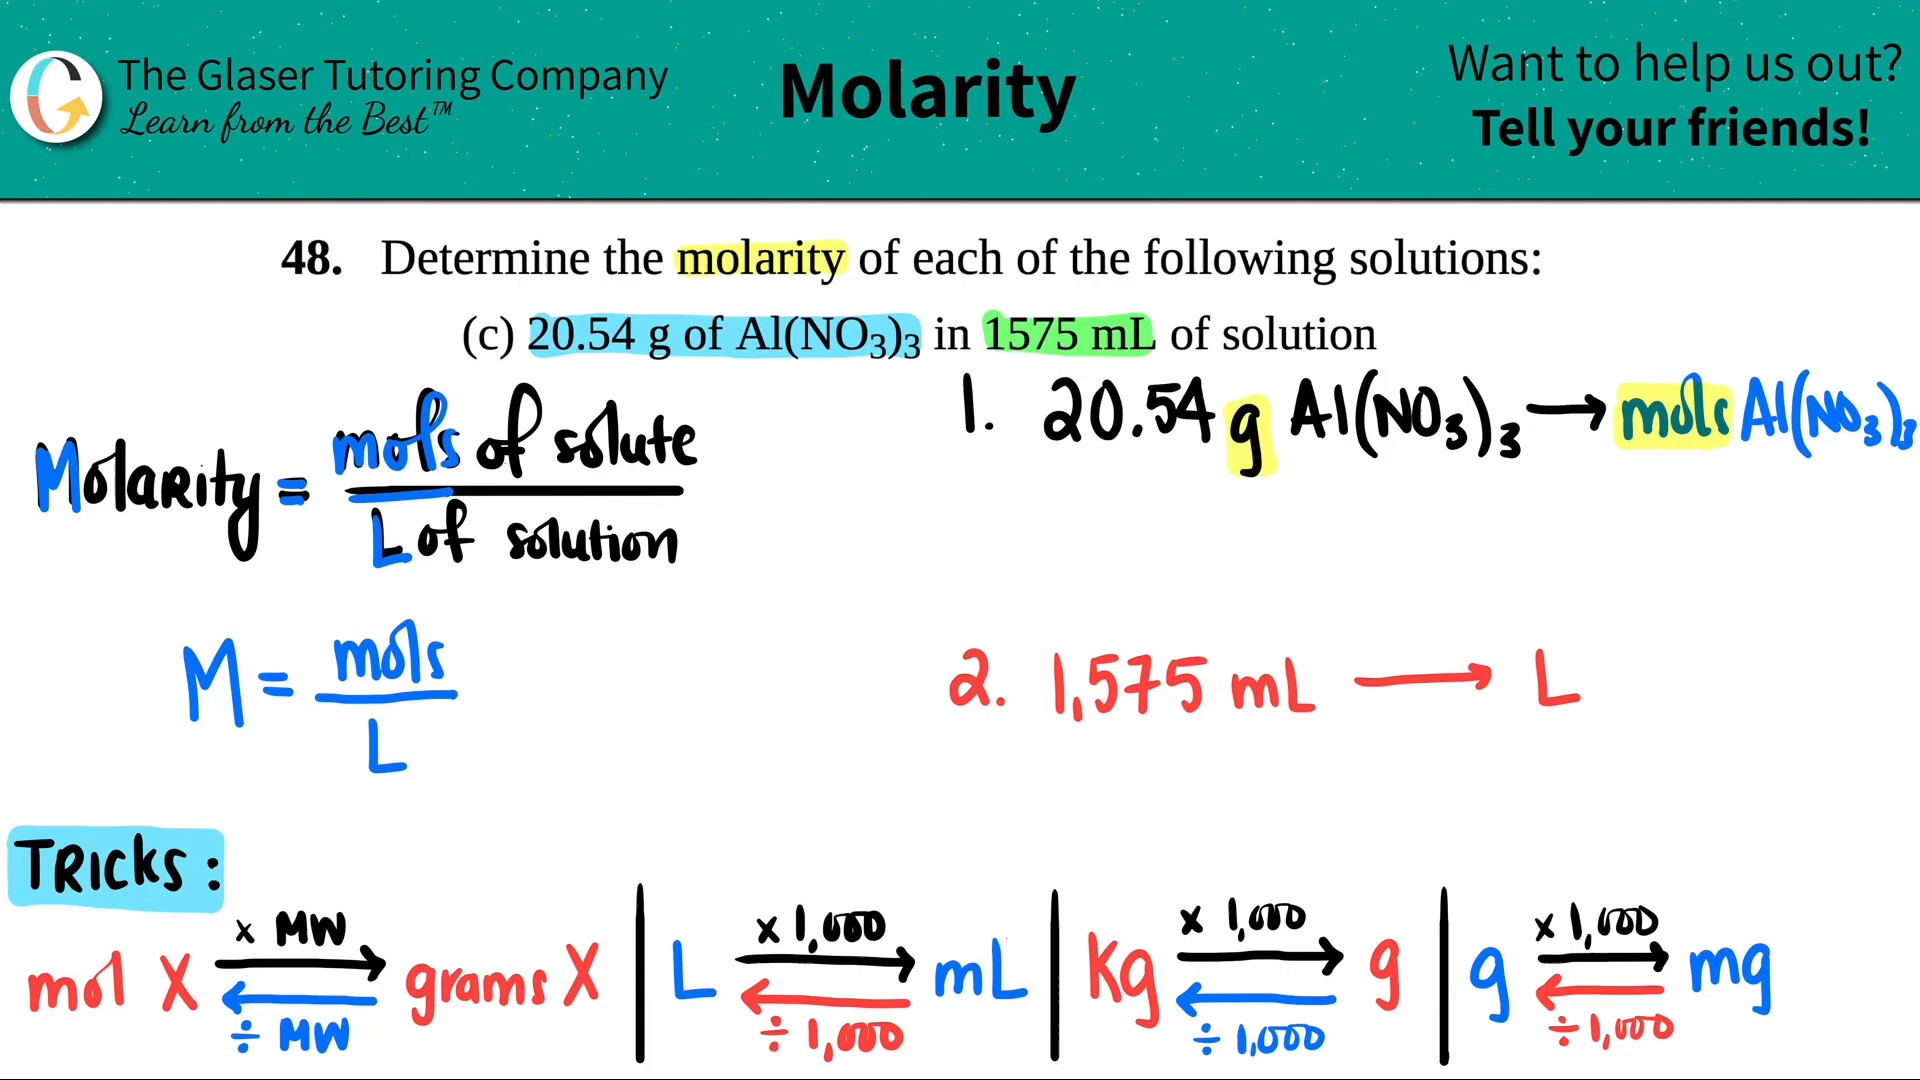 The Glaser Tutoring Company
Learn from the Best™
Molarity
Want to help us out?
Tell your friends!
48. Determine the molarity of each of the following solutions:
(c) 20.54 g of Al(NO₃)₃ in 1575 mL of solution
Molarity = mols of solute
L of solution
1. 20.54 g Al(NO₃)₃ → mols Al(NO₃)₃
M = mols
L
2. 1,575 mL → L
TRICKS:
× MW
mol X → grams X
← ÷ MW
× 1,000
L → mL
← ÷ 1,000
× 1,000
Kg → g
← ÷ 1,000
× 1,000
g → mg
← ÷ 1,000